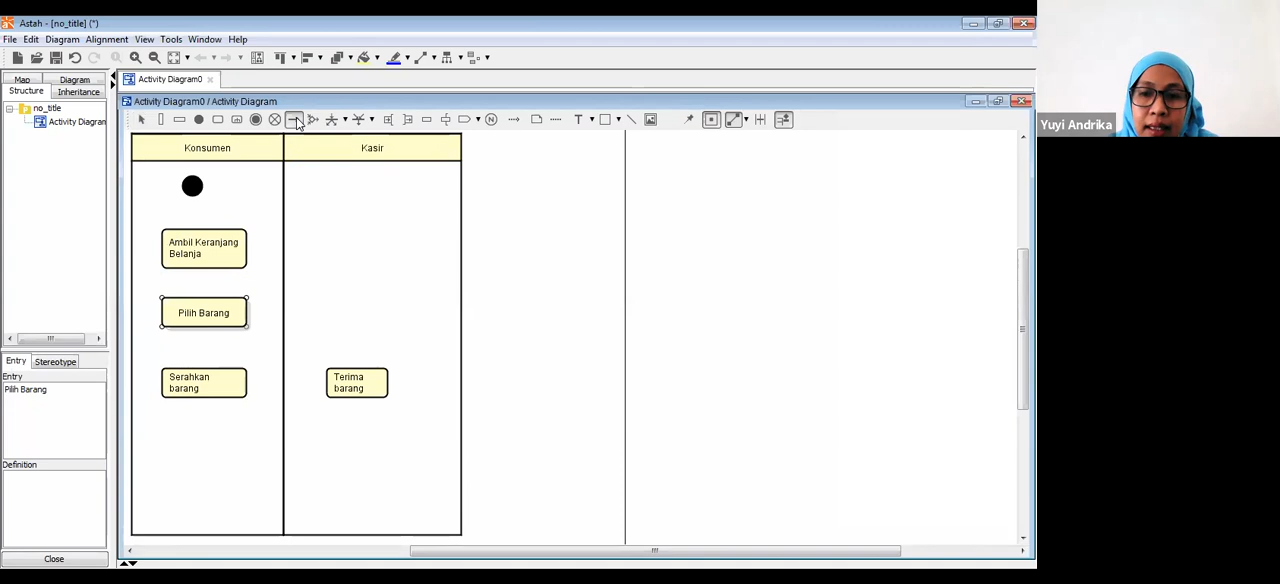 Astah - [no_title] (*)
File Edit Diagram Alignment View Tools Window Help
Map Diagram
Structure Inheritance
no_title
Activity Diagran
Activity Diagram0
Activity Diagram0 / Activity Diagram
Konsumen Kasir
Ambil Keranjang
Belanja
Pilih Barang
Serahkan
barang
Terima
barang
Entry Stereotype
Entry
Pilih Barang
Definition
Close
Yuyi Andrika